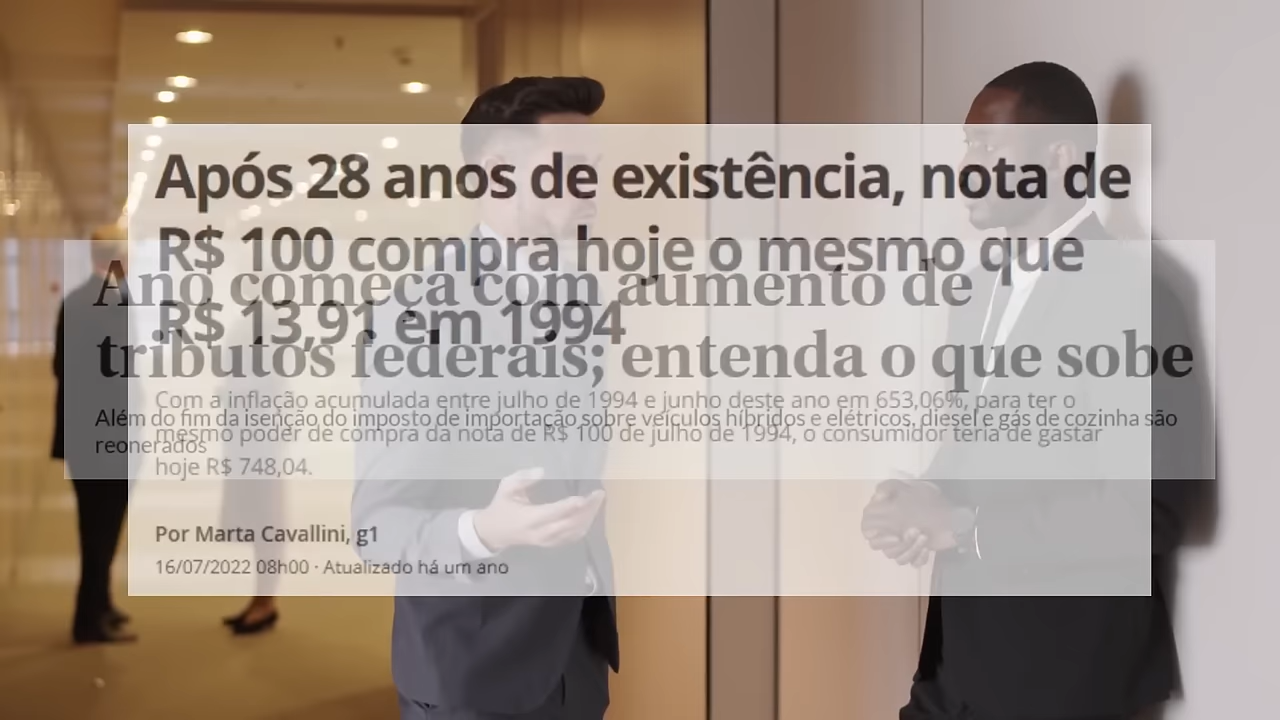 Após 28 anos de existência, nota de
R$ 100 compra hoje o mesmo que
R$ 13,91 em 1994
Com a inflação acumulada entre julho de 1994 e junho deste ano em 653,06%, para ter o
mesmo poder de compra da nota de R$ 100 de julho de 1994, o consumidor teria de gastar
hoje R$ 748,04.
Por Marta Cavallini, g1
16/07/2022 08h00 · Atualizado há um ano
Ano começa com aumento de
tributos federais; entenda o que sobe
Além do fim da isenção do imposto de importação sobre veículos híbridos e elétricos, diesel e gás de cozinha são
reonerados